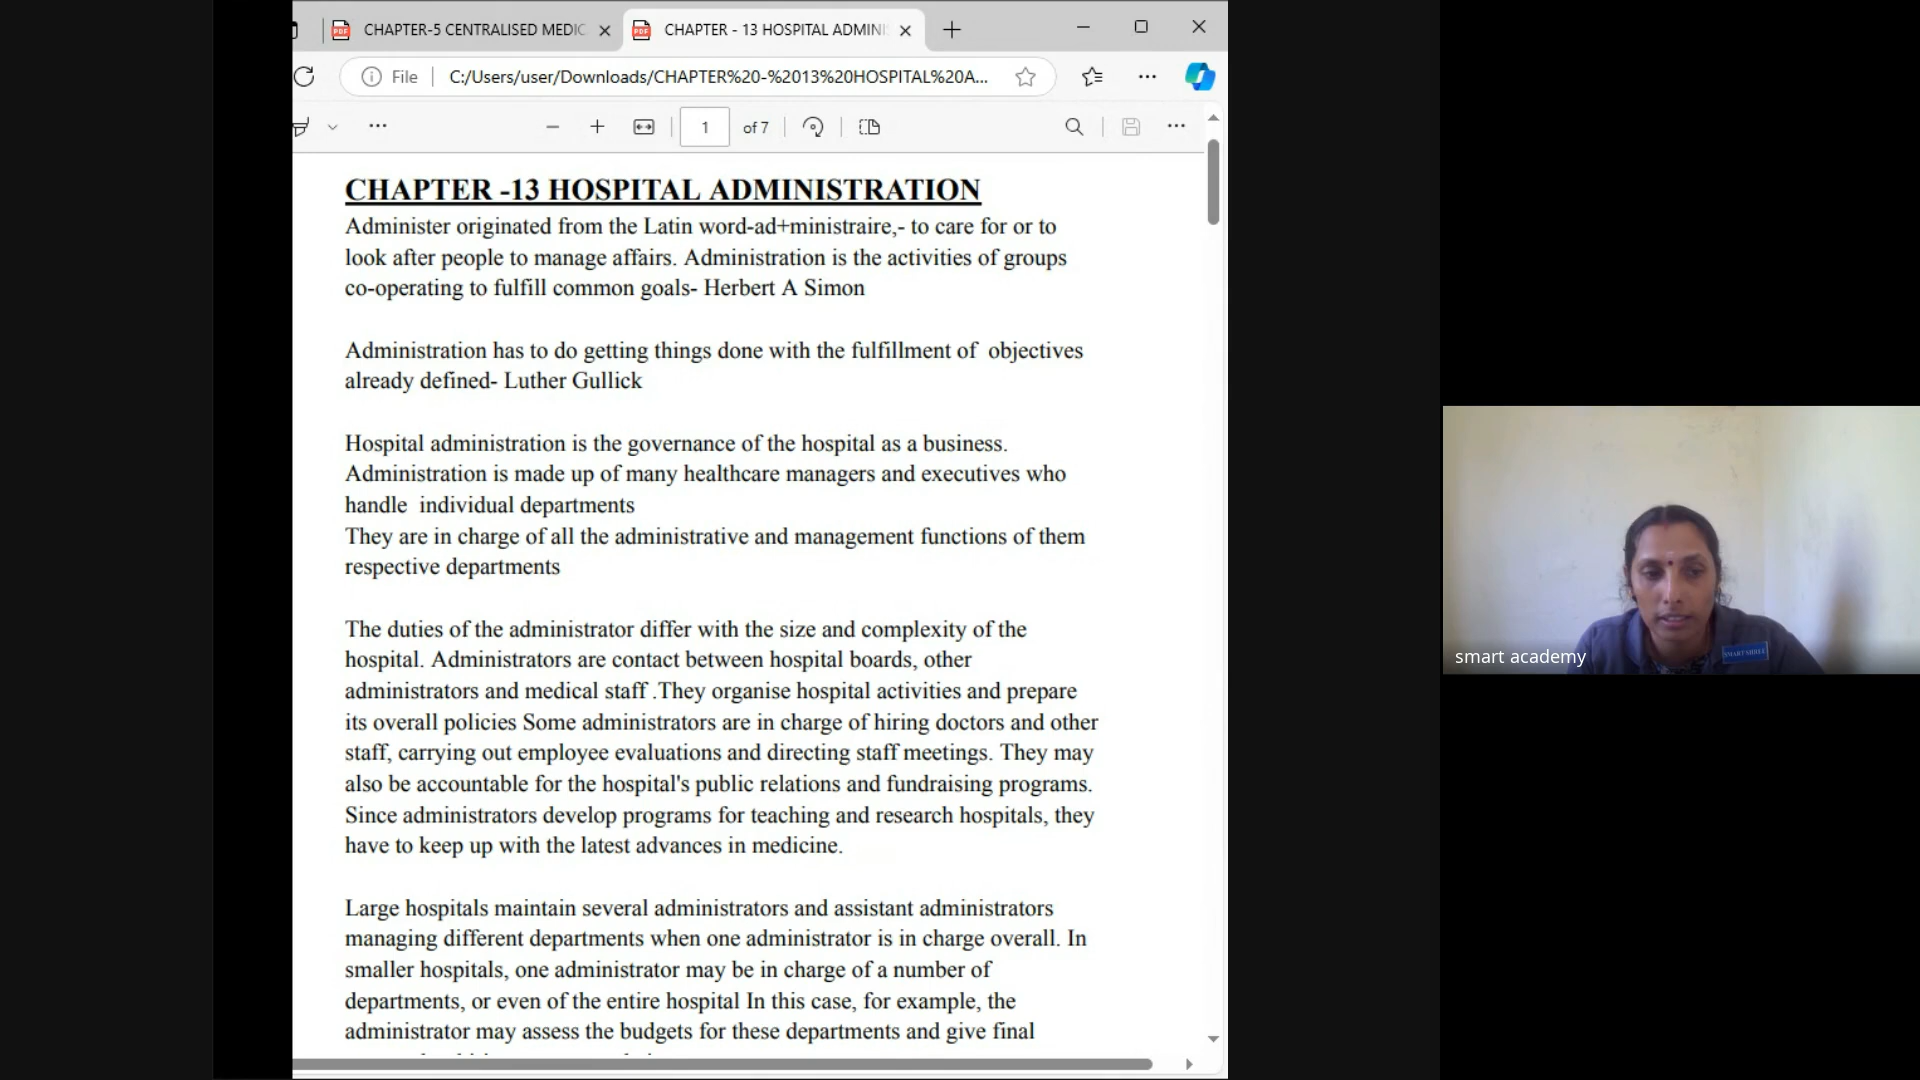 CHAPTER-5 CENTRALISED MEDIC
CHAPTER - 13 HOSPITAL ADMINI
File
C:/Users/user/Downloads/CHAPTER%20-%2013%20HOSPITAL%20A...
1 of 7
CHAPTER -13 HOSPITAL ADMINISTRATION
Administer originated from the Latin word-ad+ministraire,- to care for or to
look after people to manage affairs. Administration is the activities of groups
co-operating to fulfill common goals- Herbert A Simon
Administration has to do getting things done with the fulfillment of  objectives
already defined- Luther Gullick
Hospital administration is the governance of the hospital as a business.
Administration is made up of many healthcare managers and executives who
handle  individual departments
They are in charge of all the administrative and management functions of them
respective departments
The duties of the administrator differ with the size and complexity of the
hospital. Administrators are contact between hospital boards, other
administrators and medical staff .They organise hospital activities and prepare
its overall policies Some administrators are in charge of hiring doctors and other
staff, carrying out employee evaluations and directing staff meetings. They may
also be accountable for the hospital's public relations and fundraising programs.
Since administrators develop programs for teaching and research hospitals, they
have to keep up with the latest advances in medicine.
Large hospitals maintain several administrators and assistant administrators
managing different departments when one administrator is in charge overall. In
smaller hospitals, one administrator may be in charge of a number of
departments, or even of the entire hospital In this case, for example, the
administrator may assess the budgets for these departments and give final
smart academy